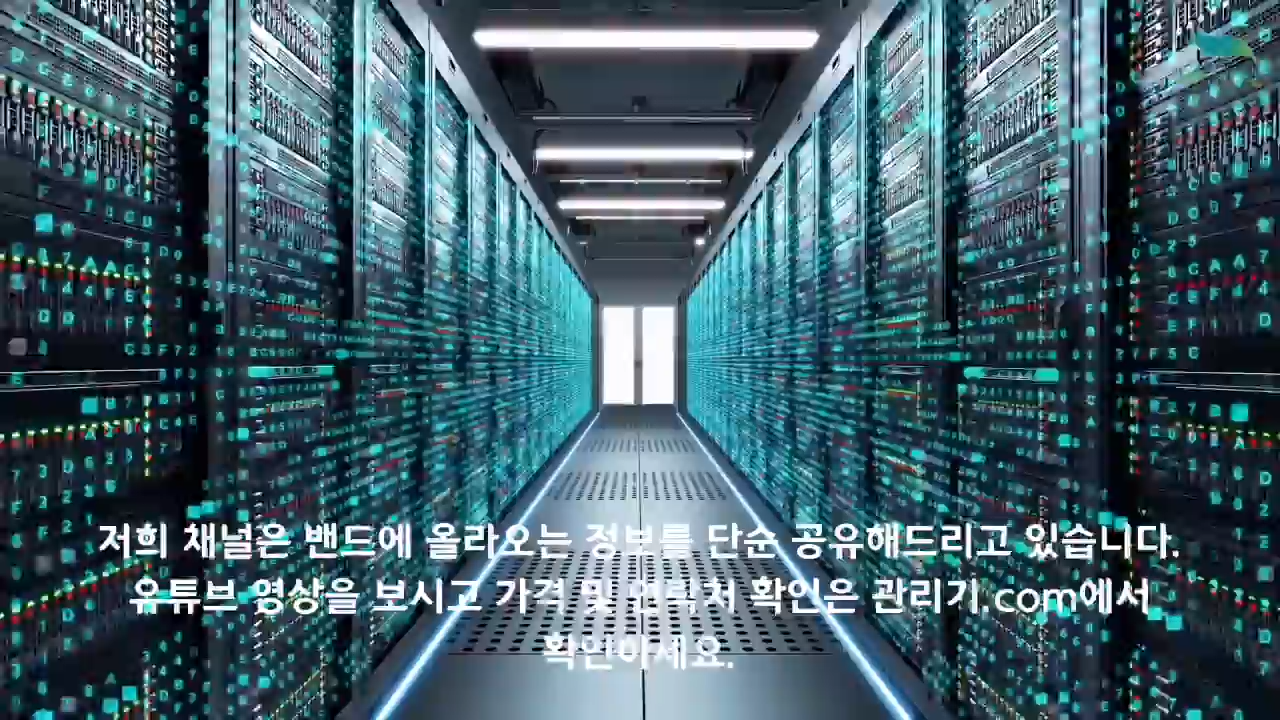 저희 채널은 밴드에 올라오는 정보를 단순 공유해드리고 있습니다.
유튜브 영상을 보시고 가격 및 연락처 확인은 관리기.com에서
확인하세요.